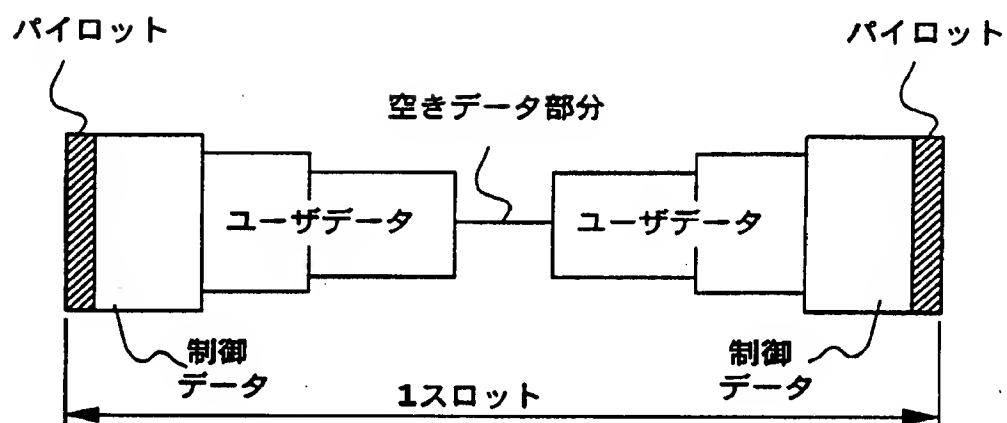 パイロット
パイロット
空きデータ部分
ユーザデータ
ユーザデータ
制御
データ
制御
データ
1スロット